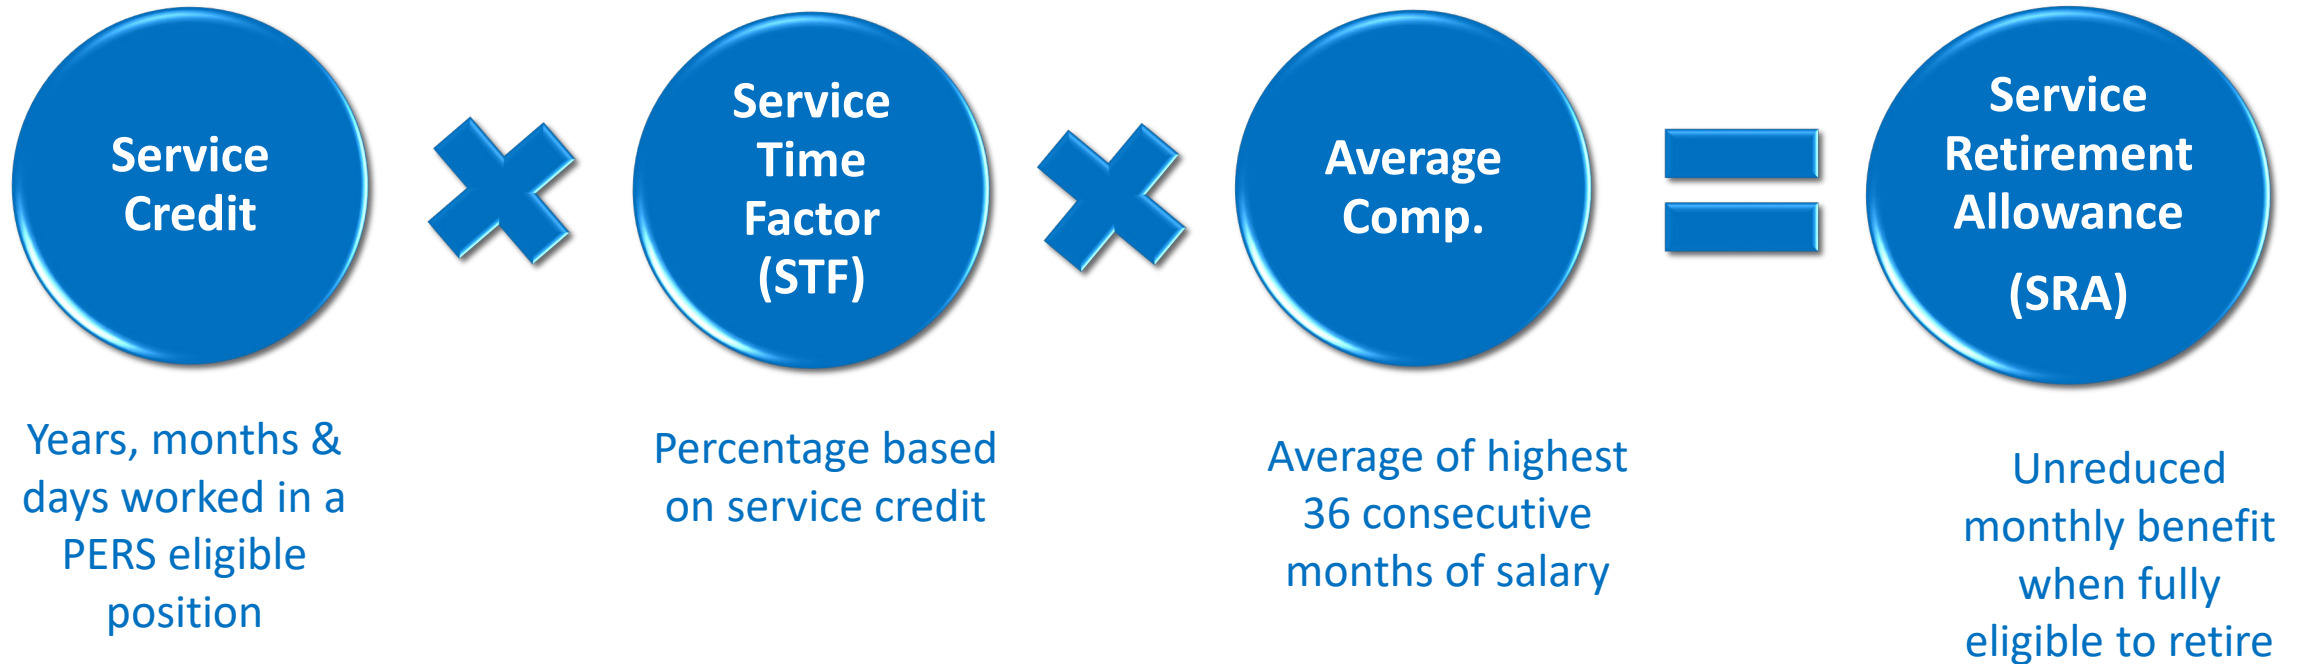 Service
Credit
Service
Time
Factor
(STF)
Average
Comp.
Service
Retirement
Allowance
(SRA)
Years, months &
days worked in a
PERS eligible
position
Percentage based
on service credit
Average of highest
36 consecutive
months of salary
Unreduced
monthly benefit
when fully
eligible to retire